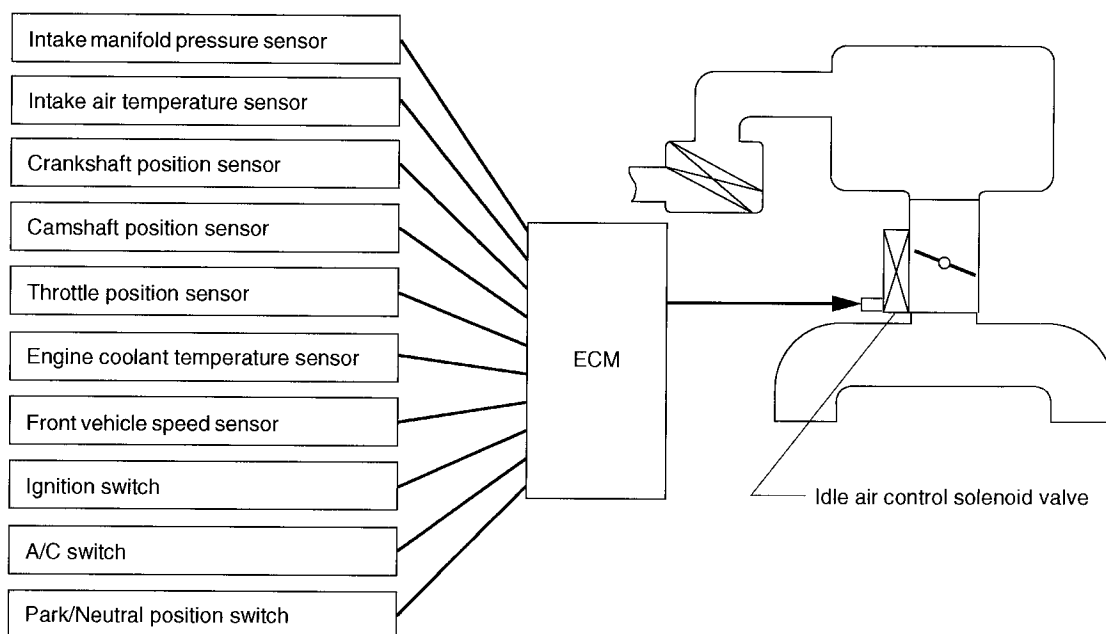 Intake manifold pressure sensor
Intake air temperature sensor
Crankshaft position sensor
Camshaft position sensor
Throttle position sensor
Engine coolant temperature sensor
Front vehicle speed sensor
Ignition switch
A/C switch
Park/Neutral position switch
ECM
Idle air control solenoid valve